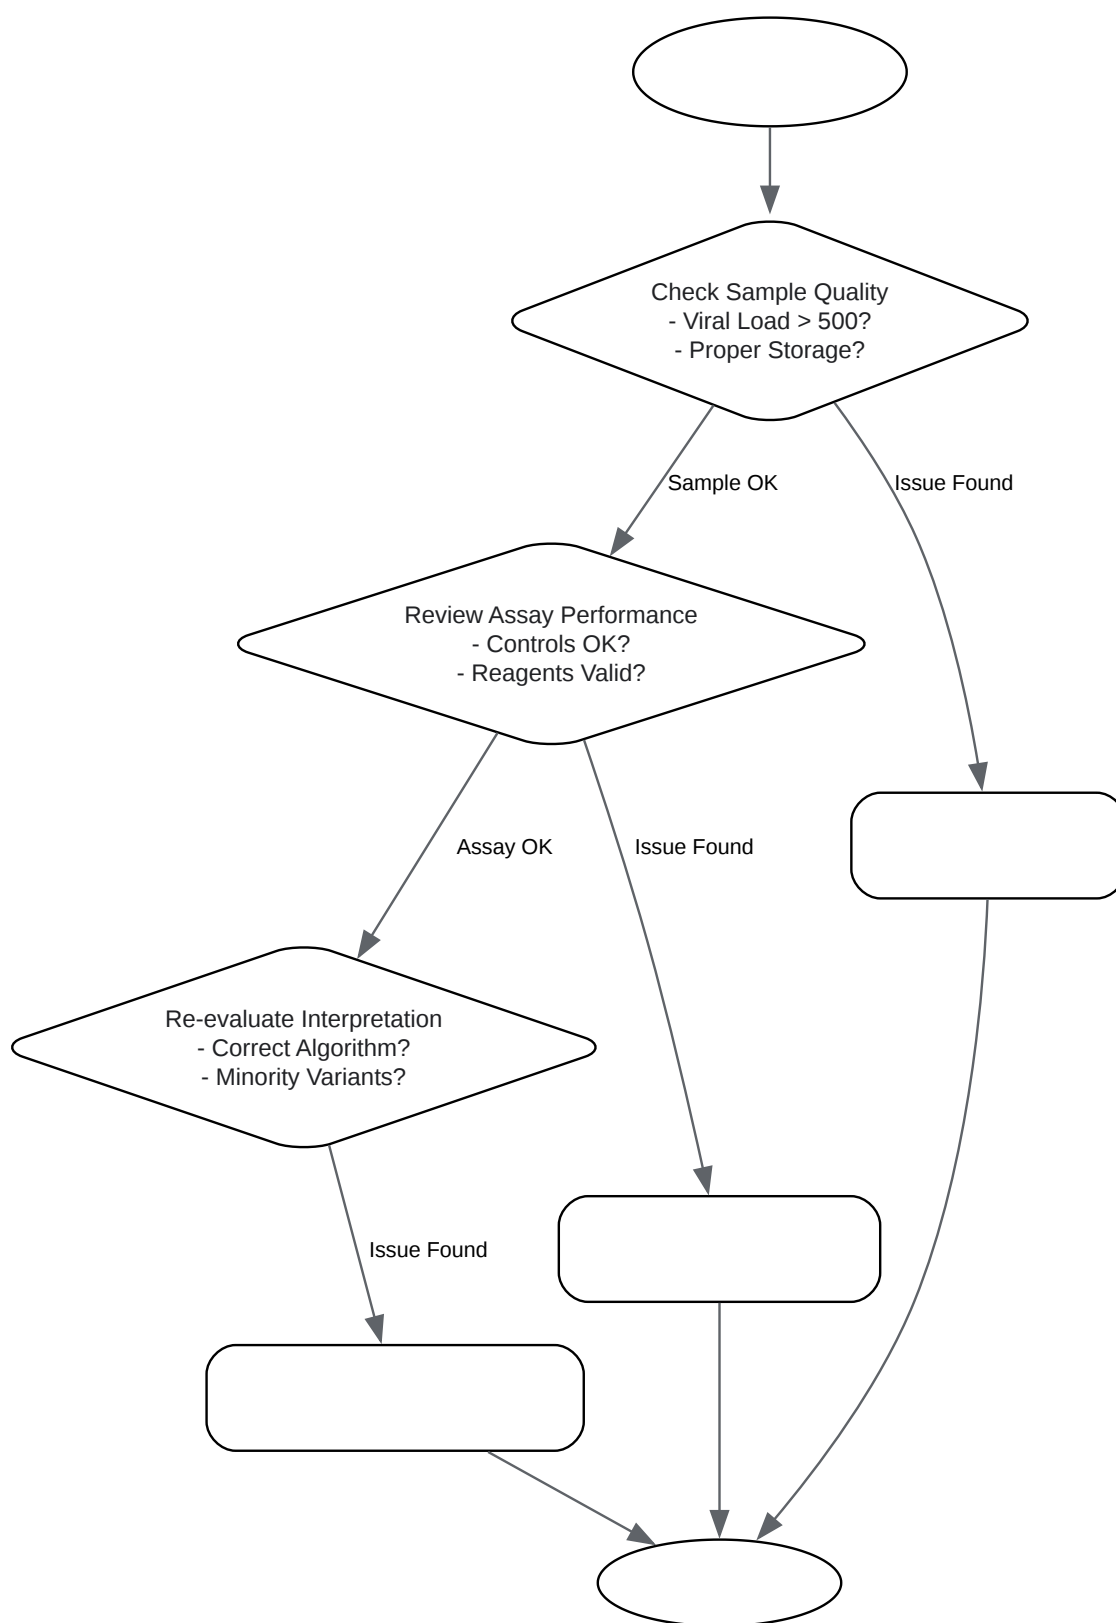 Check Sample Quality
- Viral Load > 500?
- Proper Storage?
Sample OK
Issue Found
Review Assay Performance
- Controls OK?
- Reagents Valid?
Assay OK
Issue Found
Re-evaluate Interpretation
- Correct Algorithm?
- Minority Variants?
Issue Found